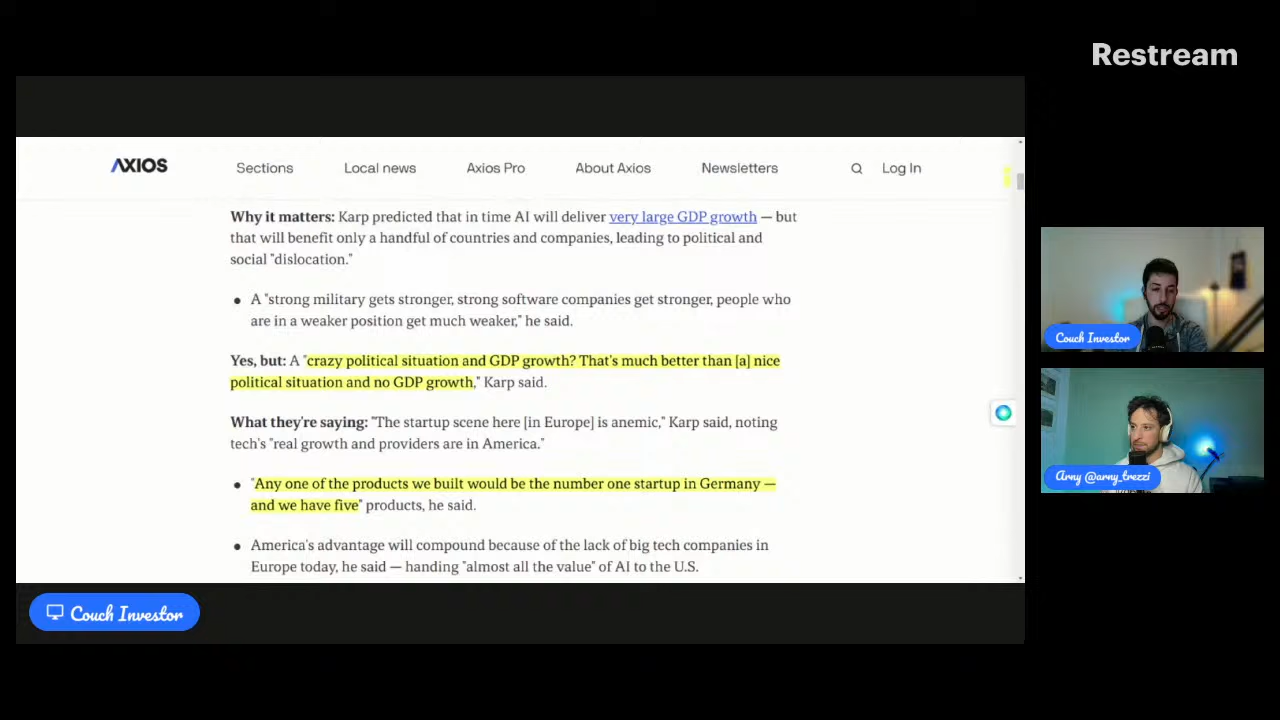 Restream
AXIOS
Sections
Local news
Axios Pro
About Axios
Newsletters
Log In
Why it matters: Karp predicted that in time AI will deliver very large GDP growth — but
that will benefit only a handful of countries and companies, leading to political and
social "dislocation."
A "strong military gets stronger, strong software companies get stronger, people who
are in a weaker position get much weaker," he said.
Yes, but: A "crazy political situation and GDP growth? That's much better than [a] nice
political situation and no GDP growth," Karp said.
What they're saying: "The startup scene here [in Europe] is anemic," Karp said, noting
tech's "real growth and providers are in America."
"Any one of the products we built would be the number one startup in Germany —
and we have five" products, he said.
America's advantage will compound because of the lack of big tech companies in
Europe today, he said — handing "almost all the value" of AI to the U.S.
Couch Investor
Arny @arny_trezzi
Couch Investor